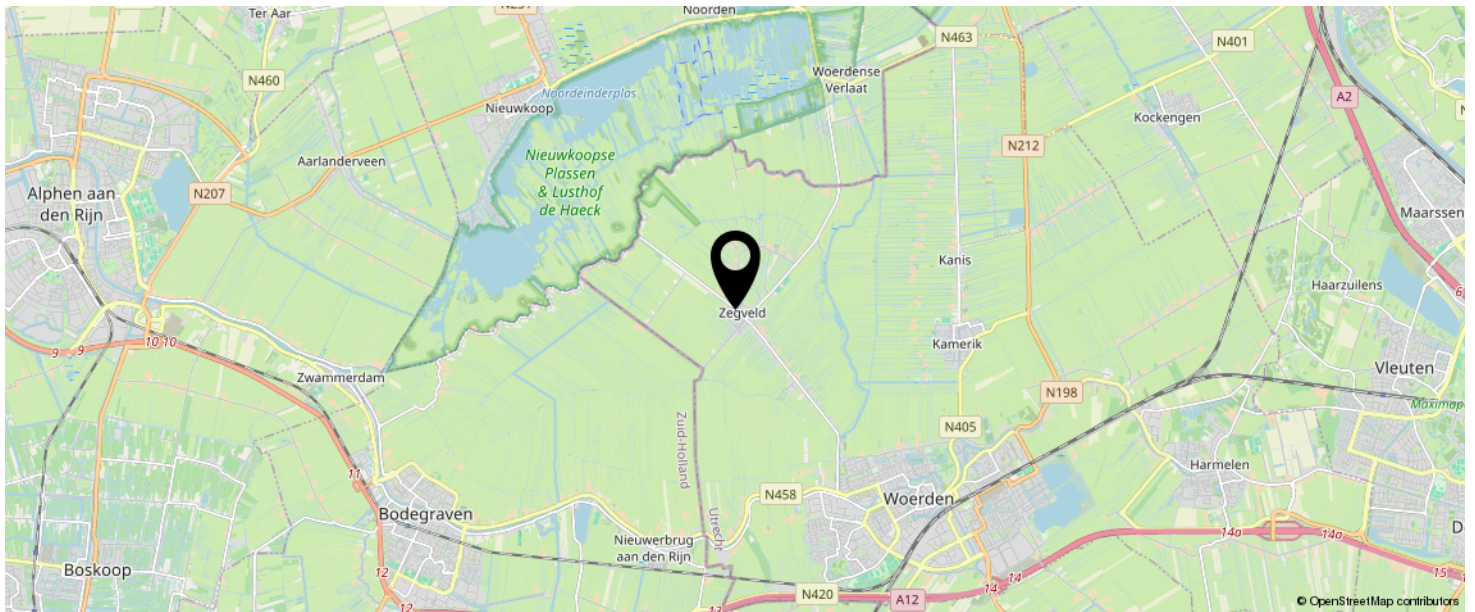 Ter Aar
Noorden
N463
N401
N460
Woerdense
Verlaat
A2
Noordeinderplas
Nieuwkoop
Kockengen
N212
Aarlanderveen
Nieuwkoopse
Plassen
& Lusthof
de Haeck
Alphen aan
den Rijn
N207
Maarssen
Kanis
Haarzuilens
6
Zegveld
9
9
10
10
Kamerik
Zwammerdam
Vleuten
N198
Zuid-Holland
N405
Harmelen
11
N458
Woerden
Bodegraven
Utrecht
Nieuwerbrug
aan den Rijn
14a
14a
Boskoop
12
12
14
14
15
13
N420
A12
© OpenStreetMap contributors